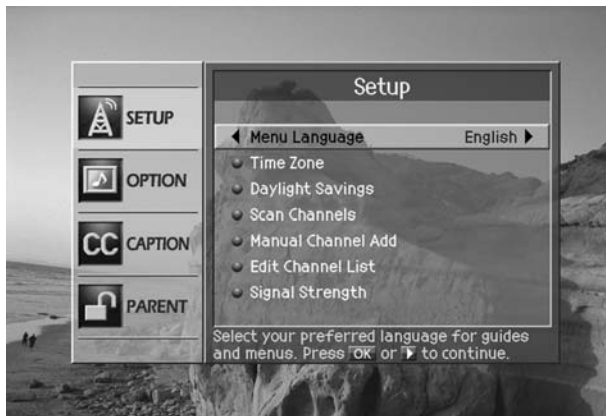 SETUP
OPTION
CC CAPTION
PARENT
Setup
Menu Language English
Time Zone
Daylight Savings
Scan Channels
Manual Channel Add
Edit Channel List
Signal Strength
Select your preferred language for guides
and menus. Press OK or ▶ to continue.